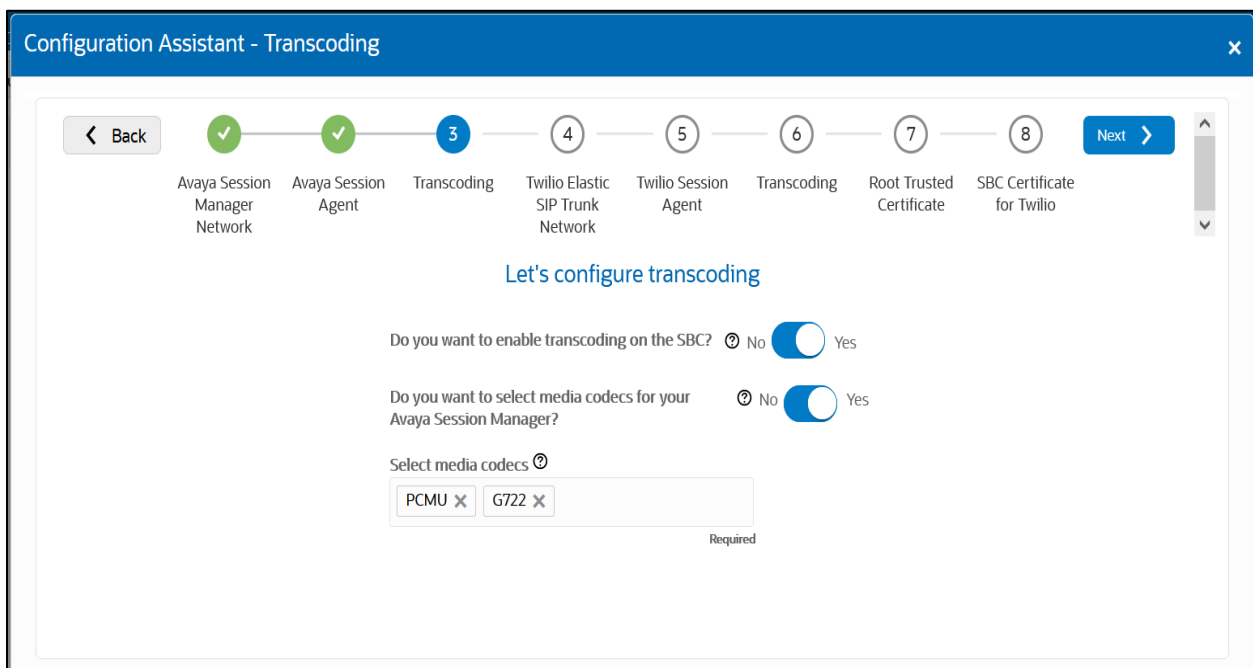 Configuration Assistant - Transcoding
×
Back
3
4
5
6
7
8
Next
Avaya Session Manager Network
Avaya Session Agent
Transcoding
Twilio Elastic SIP Trunk Network
Twilio Session Agent
Transcoding
Root Trusted Certificate
SBC Certificate for Twilio
Let's configure transcoding
Do you want to enable transcoding on the SBC? ? No Yes
Do you want to select media codecs for your ? No Yes
Avaya Session Manager?
Select media codecs ?
PCMU × G722 ×
Required